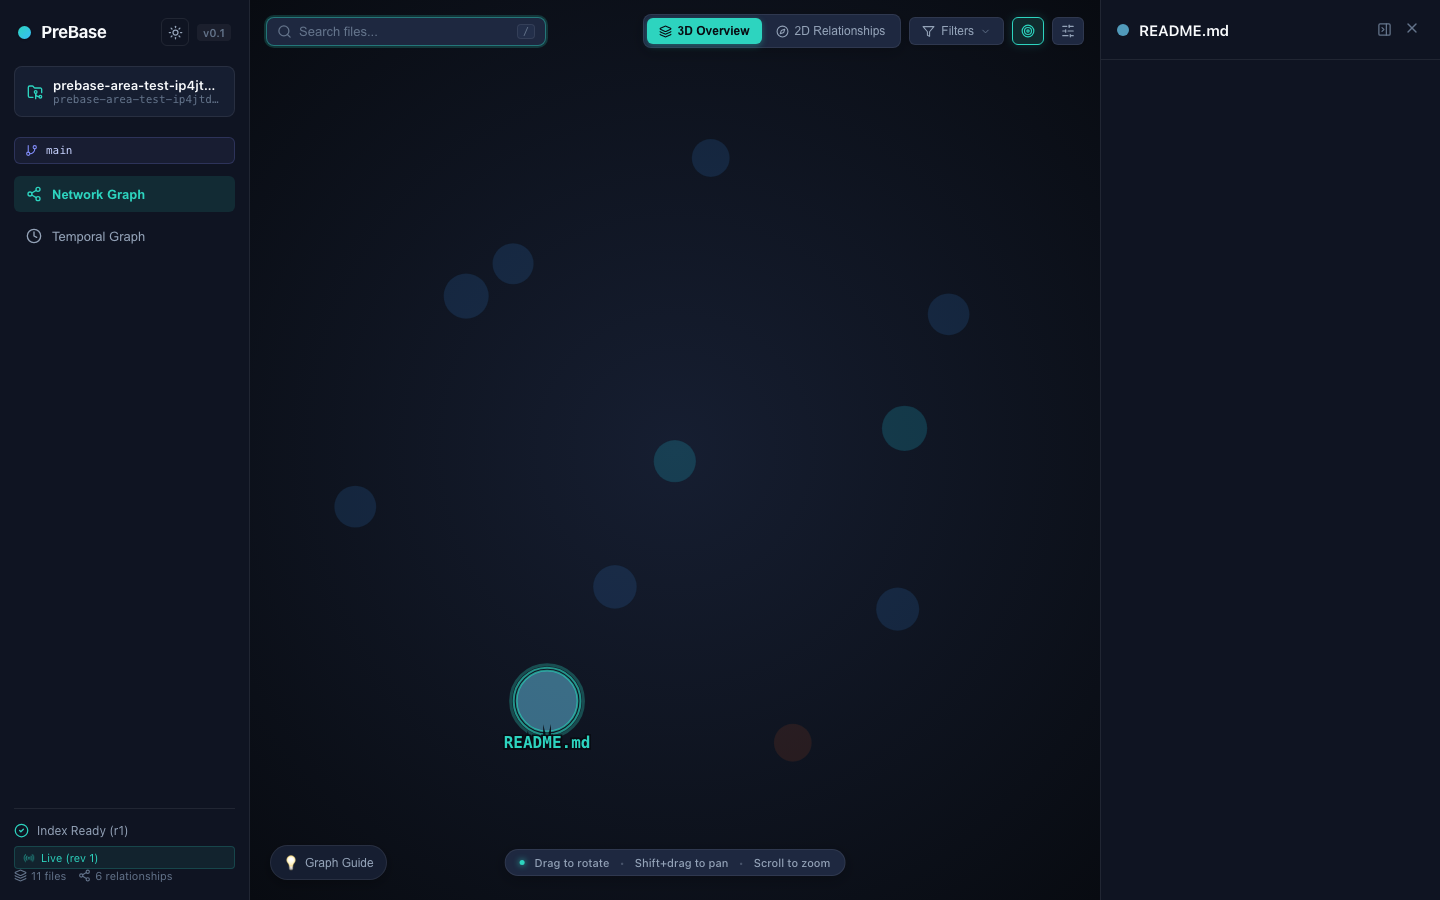 PreBase
v0.1
prebase-area-test-ip4jt...
prebase-area-test-ip4jtd…
main
Network Graph
Temporal Graph
Index Ready (r1)
Live (rev 1)
11 files
6 relationships
Search files...
/
3D Overview
2D Relationships
Filters
README.md
Graph Guide
Drag to rotate · Shift+drag to pan · Scroll to zoom
README.md